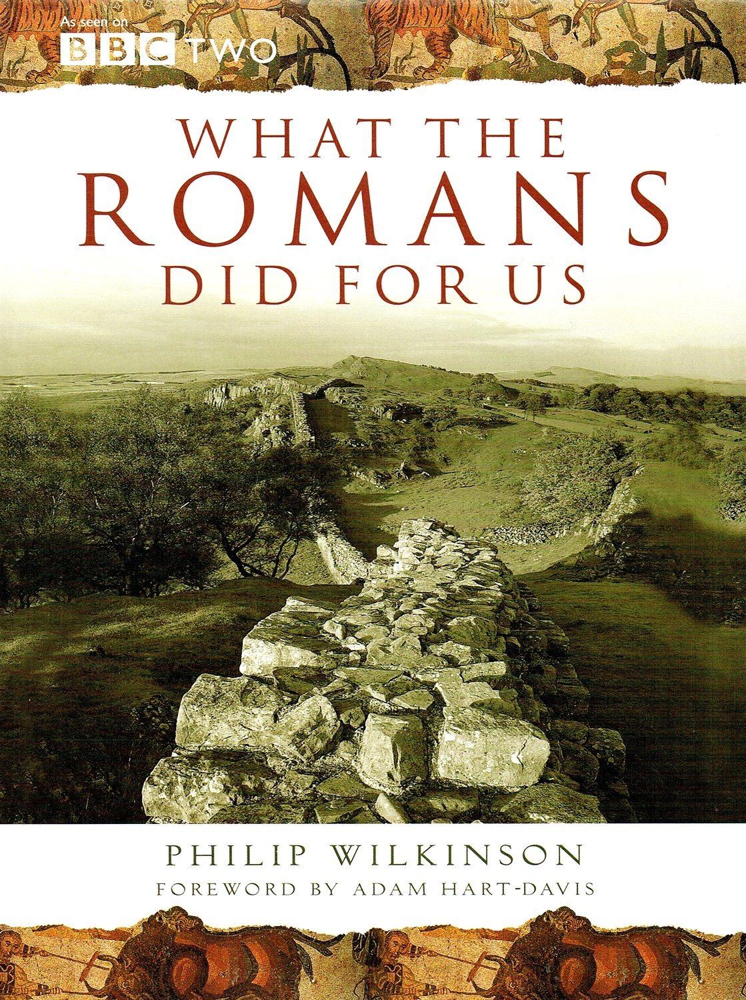 As seen on
BBC TWO
WHAT THE
ROMANS
DID FOR US
PHILIP WILKINSON
FOREWORD BY ADAM HART-DAVIS